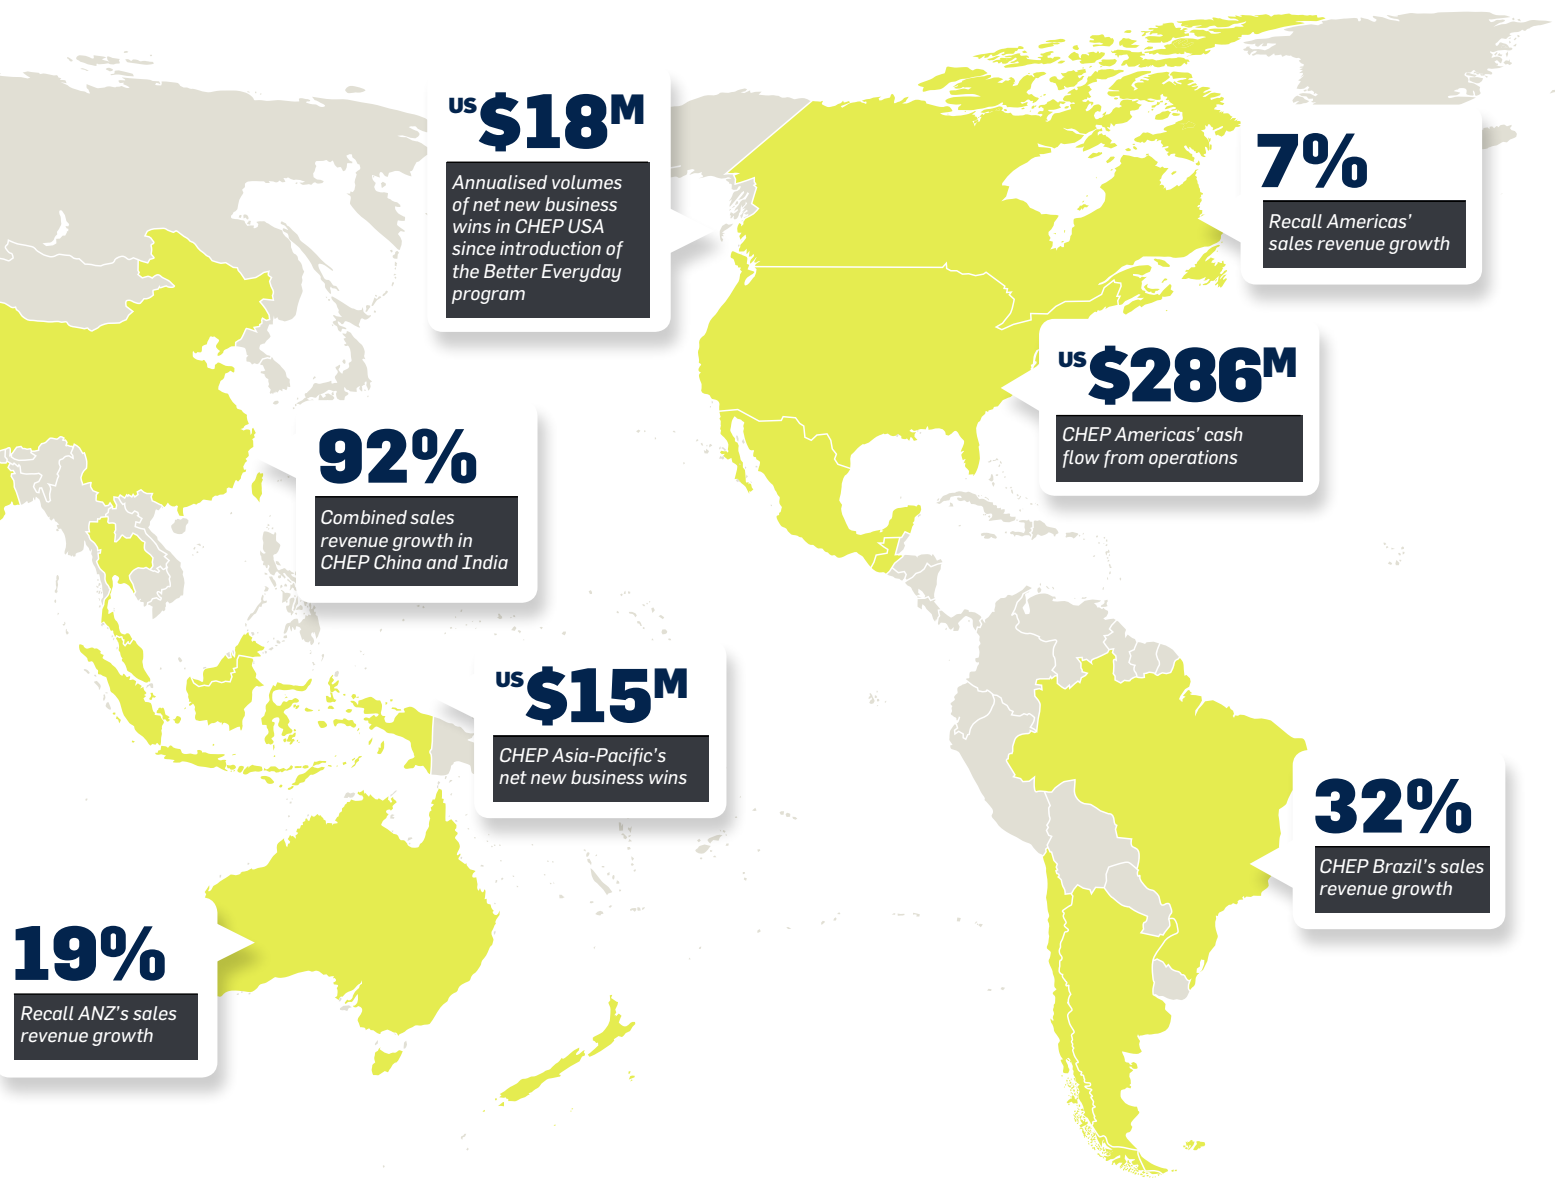 US$18M
Annualised volumes
of net new business
wins in CHEP USA
since introduction of
the Better Everyday
program
7%
Recall Americas’
sales revenue growth
US$286M
CHEP Americas’ cash
flow from operations
92%
Combined sales
revenue growth in
CHEP China and India
US$15M
CHEP Asia-Pacific’s
net new business wins
32%
CHEP Brazil’s sales
revenue growth
19%
Recall ANZ’s sales
revenue growth